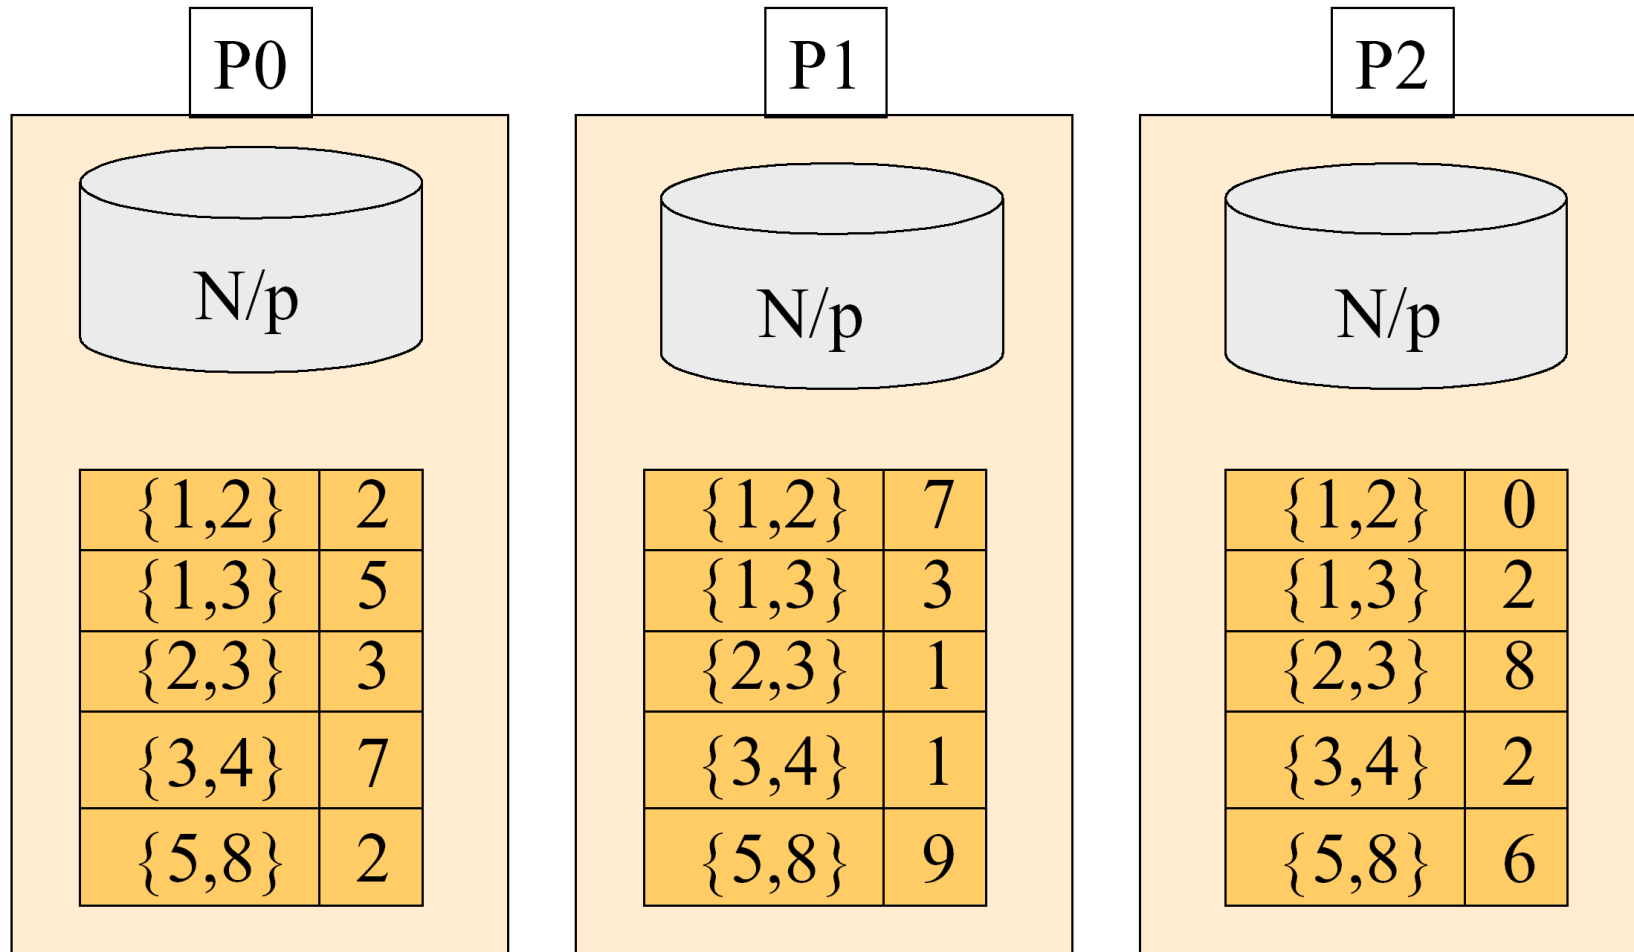 P0
N/p
{1,2} 2
{1,3} 5
{2,3} 3
{3,4} 7
{5,8} 2
P1
N/p
{1,2} 7
{1,3} 3
{2,3} 1
{3,4} 1
{5,8} 9
P2
N/p
{1,2} 0
{1,3} 2
{2,3} 8
{3,4} 2
{5,8} 6